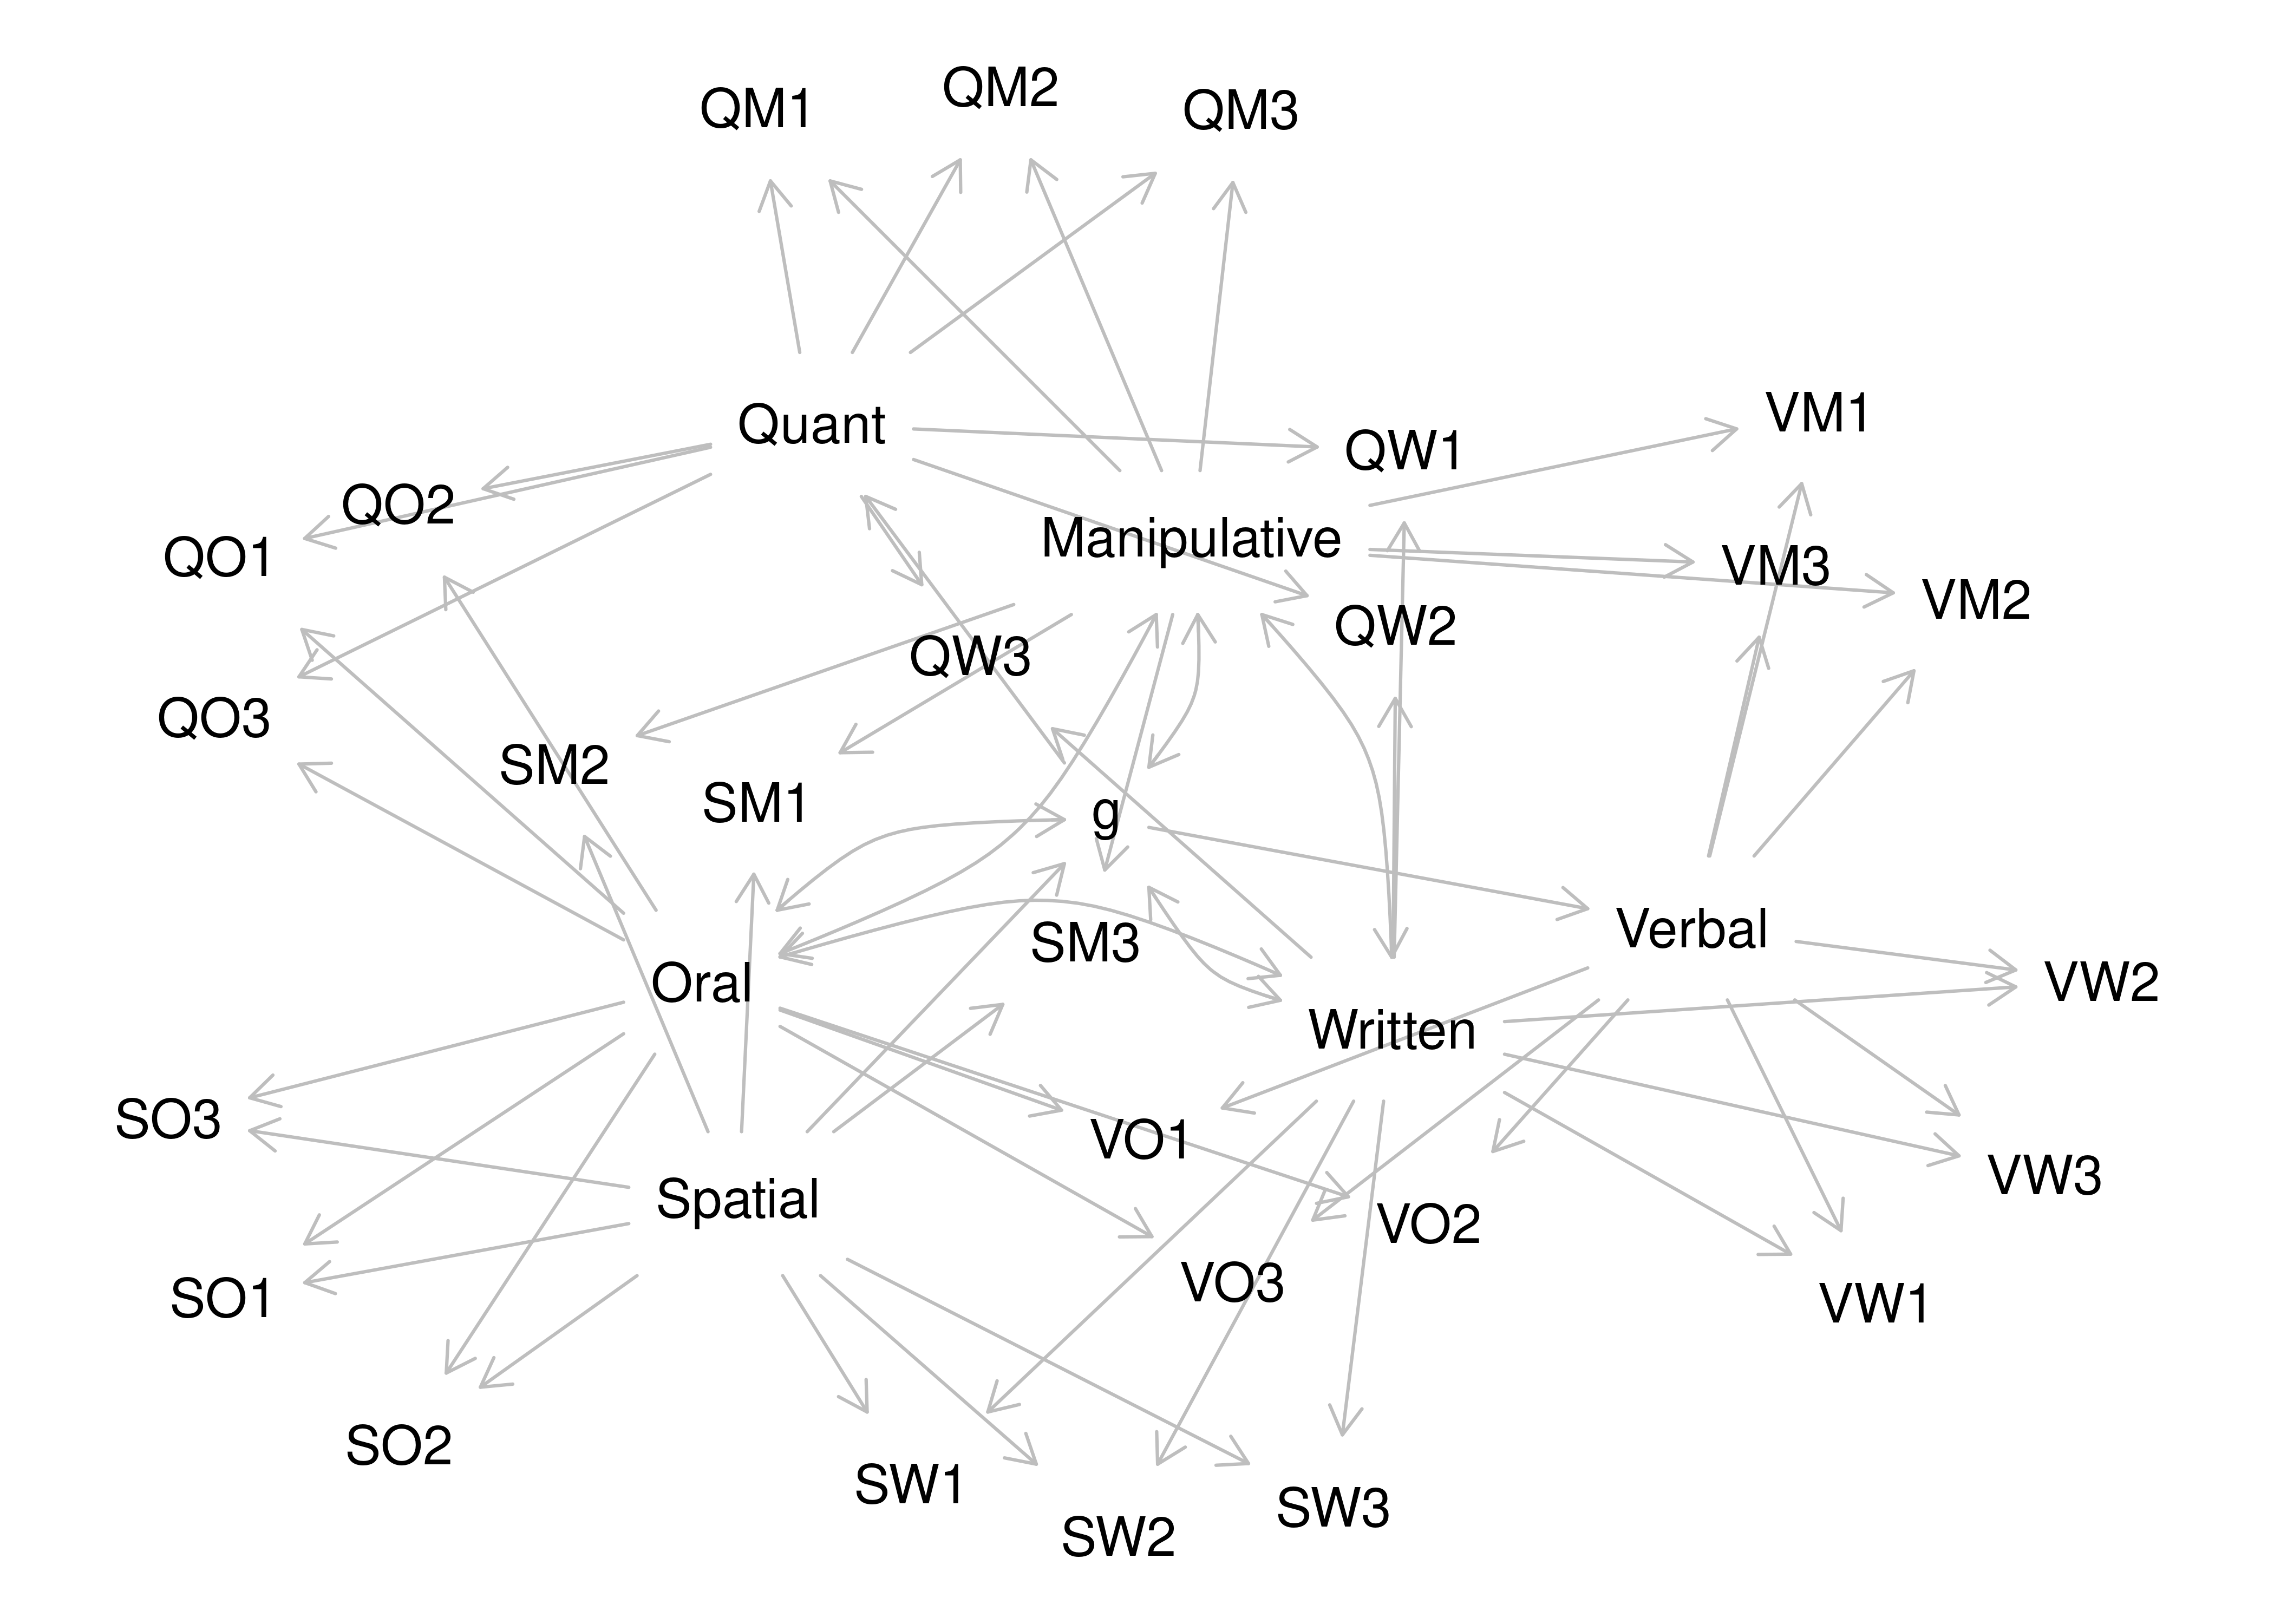 QM1
QM2
QM3
Quant
VM1
QW1
QO2
QO1
Manipulative
VM3
VM2
QW2
QW3
QO3
SM2
SM1
g
Verbal
SM3
Oral
VW2
Written
SO3
VO1
VW3
Spatial
VO2
VO3
SO1
VW1
SO2
SW1
SW3
SW2